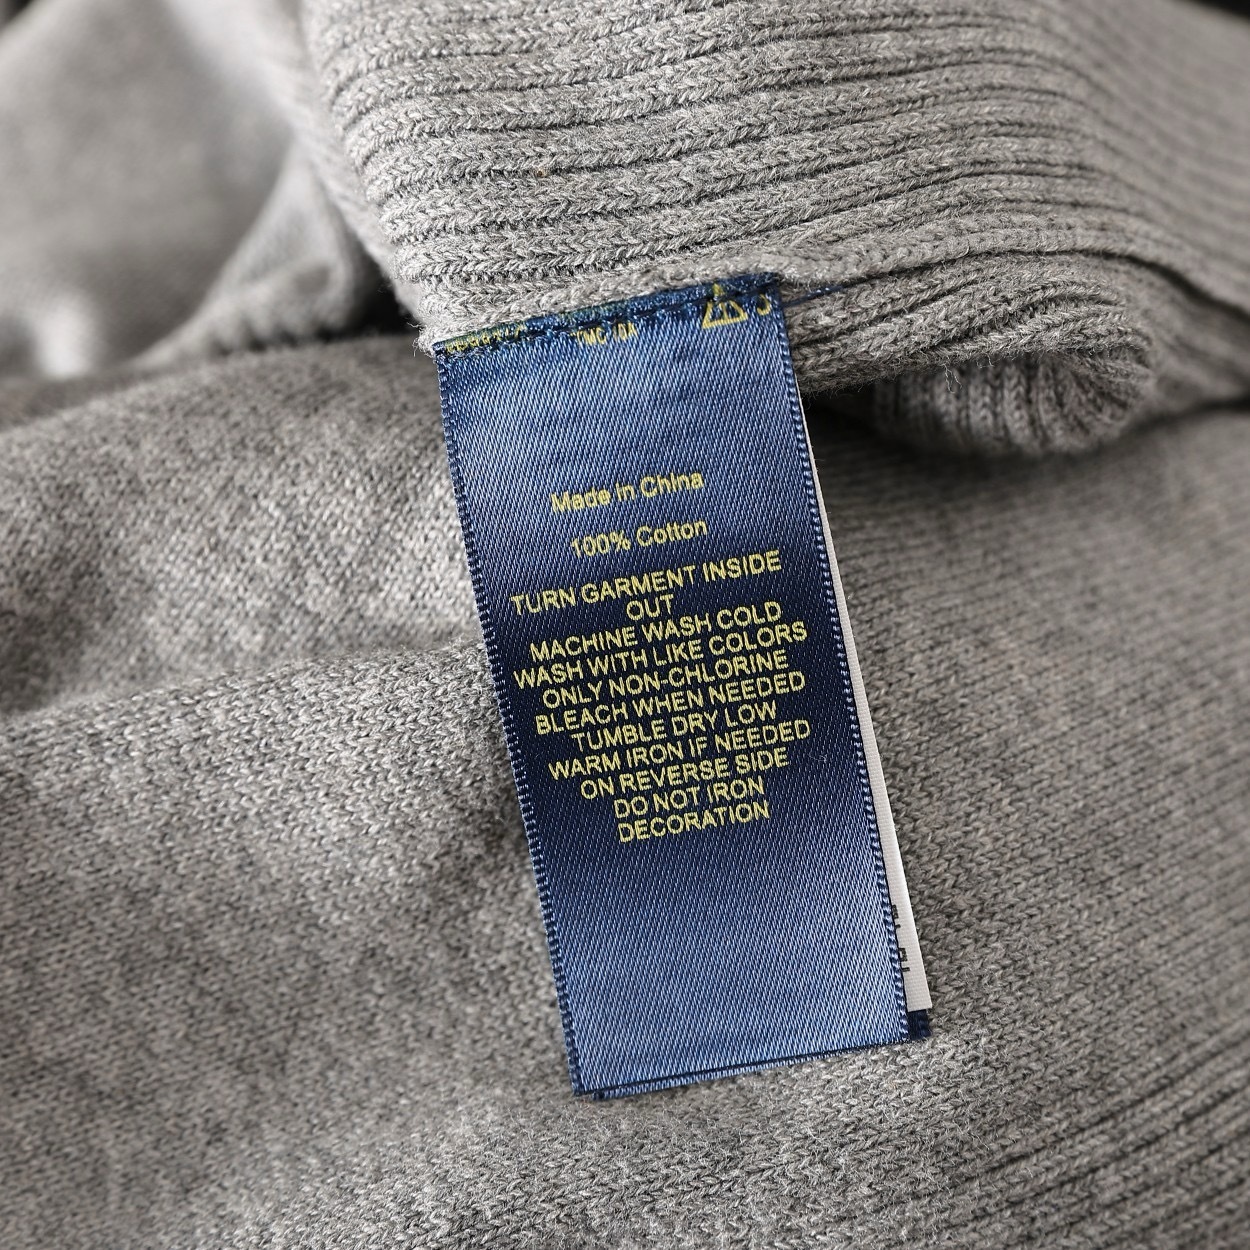 Made in China
100% Cotton
TURN GARMENT INSIDE
OUT
MACHINE WASH COLD
WASH WITH LIKE COLORS
ONLY NON-CHLORINE
BLEACH WHEN NEEDED
TUMBLE DRY LOW
WARM IRON IF NEEDED
ON REVERSE SIDE
DO NOT IRON
DECORATION